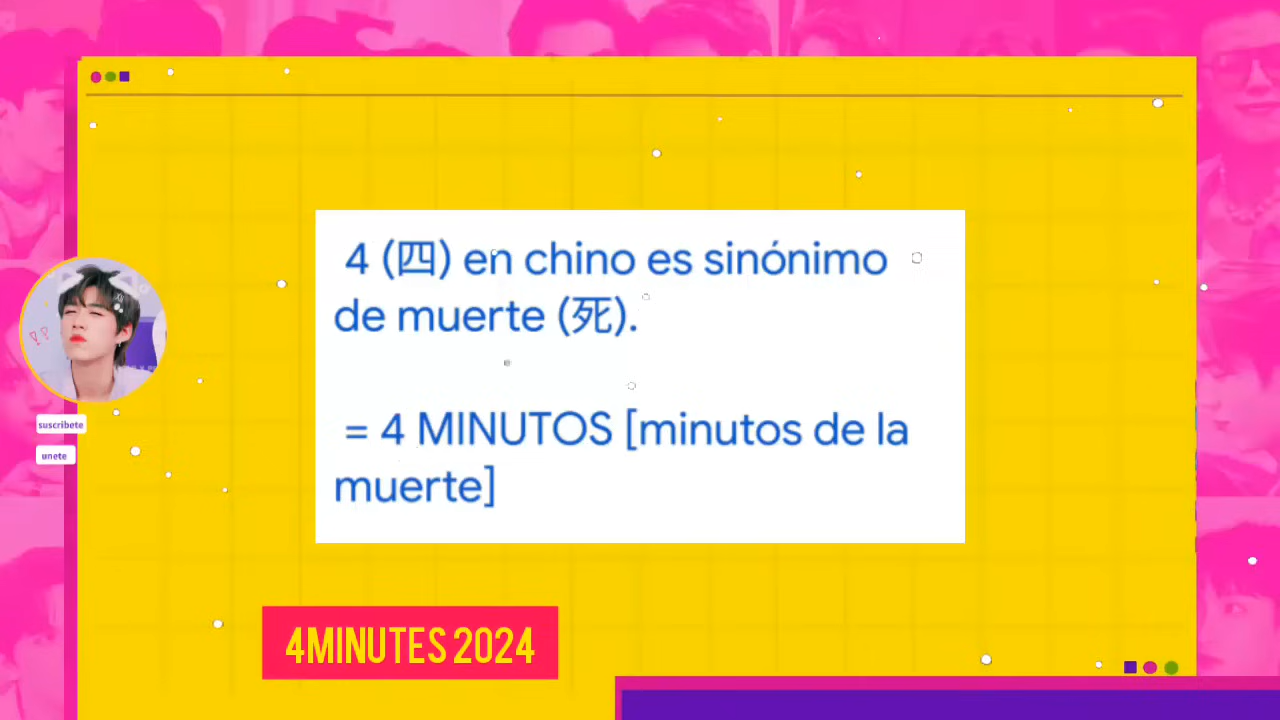 4 (四) en chino es sinónimo
de muerte (死).
= 4 MINUTOS [minutos de la
muerte]
suscribete
unete
4MINUTES 2024